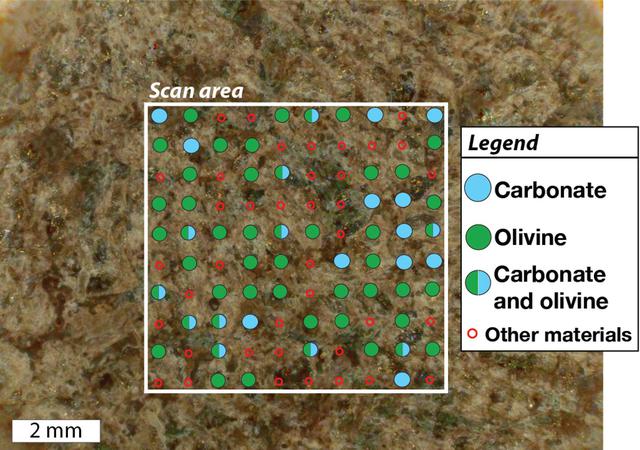 Scan area
Legend
Carbonate
Olivine
Carbonate
and olivine
Other materials
2 mm